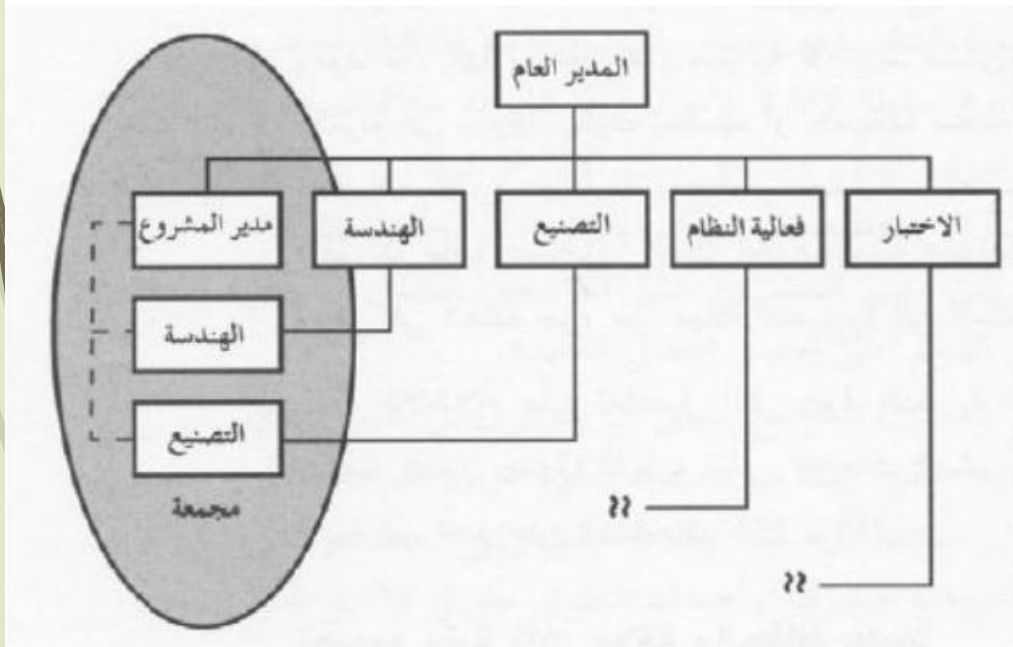 المدير العام
الاختبار
فعالية النظام
التصنيع
الهندسة
مدير المشروع
الهندسة
التصنيع
مجمعة